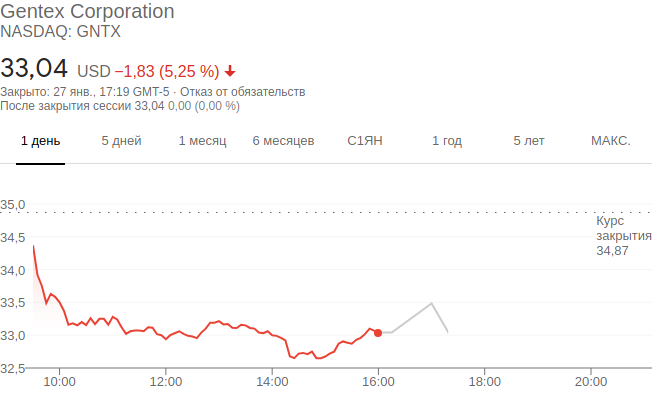 Gentex Corporation
NASDAQ: GNTX
33,04 USD −1,83 (5,25 %)
Закрыто: 27 янв., 17:19 GMT-5 · Отказ от обязательств
После закрытия сессии 33,04 0,00 (0,00 %)
1 день 5 дней 1 месяц 6 месяцев С1ЯН 1 год 5 лет МАКС.
35,0
Курс
закрытия
34,87
34,5
34,0
33,5
33,0
32,5
10:00 12:00 14:00 16:00 18:00 20:00